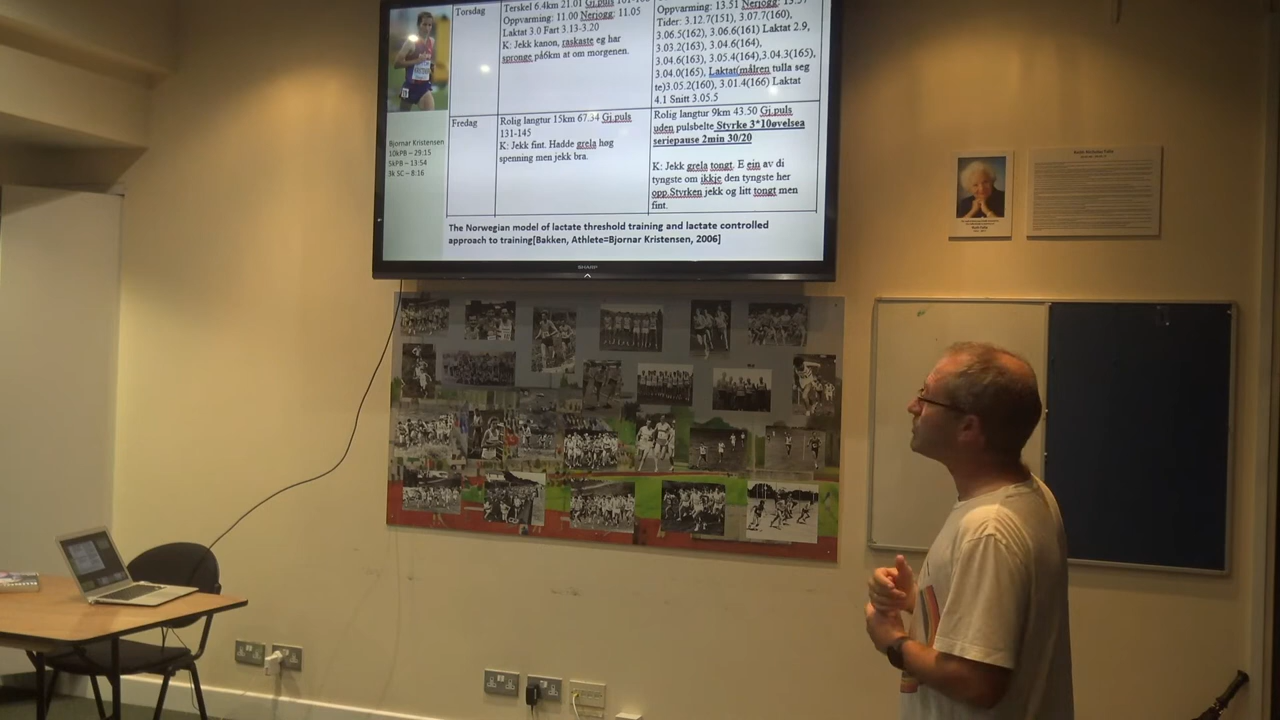 Torsdag
Terskel 6.4km 21.01 Gj.puls
Oppvarming: 11.00 Nerjogg: 11.05
Laktat 3.0 Fart 3.13-3.20
K: Jekk kanon, raskaste eg har
spronge på6km at om morgenen.
Oppvarming: 13.51 Nerjogg:
Tider: 3.12.7(151), 3.07.7(160),
3.06.5(162), 3.06.6(161) Laktat 2.9,
3.03.2(163), 3.04.6(164),
3.04.6(163), 3.05.4(164),3.04.3(165),
3.04.0(165), Laktat(målren tulla seg
te)3.05.2(160), 3.01.4(166) Laktat
4.1 Snitt 3.05.5
Fredag
Rolig langtur 15km 67.34 Gj.puls
131-145
K: Jekk fint. Hadde grela høg
spenning men jekk bra.
Rolig langtur 9km 43.50 Gj.puls
uden pulsbelte Styrke 3*10øvelsea
seriepause 2min 30/20
K: Jekk grela tongt. E ein av di
tyngste om ikkje den tyngste her
opp.Styrken jekk og litt tongt men
fint.
Bjornar Kristensen
10kPB – 29:15
5kPB – 13:54
3k SC – 8:16
The Norwegian model of lactate threshold training and lactate controlled
approach to training[Bakken, Athlete=Bjornar Kristensen, 2006]
SHARP